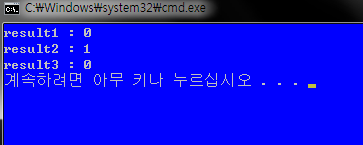 C:₩Windows₩system32₩cmd.exe
result1 : 0
result2 : 1
result3 : 0
계속하려면 아무 키나 누르십시오 . . .